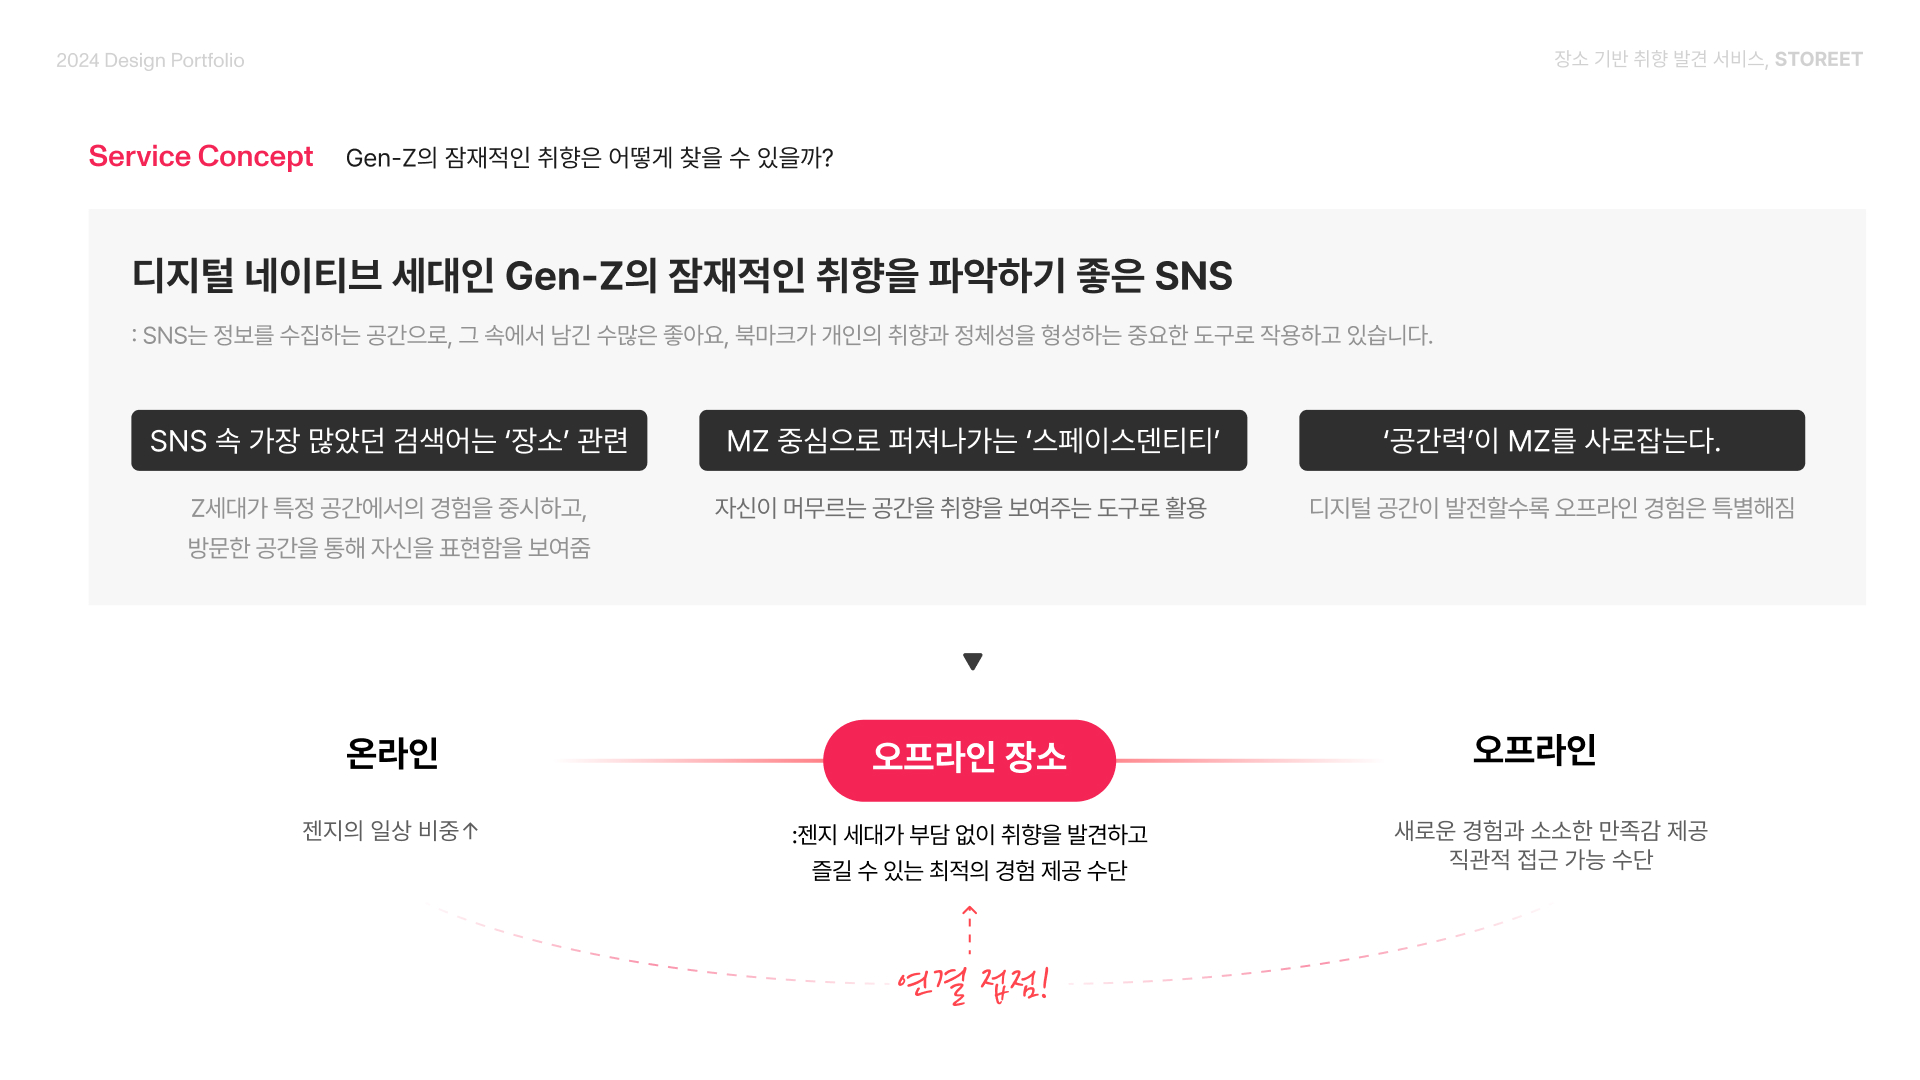 2024 Design Portfolio
장소 기반 취향 발견 서비스, STOREET
Service Concept
Gen-Z의 잠재적인 취향은 어떻게 찾을 수 있을까?
디지털 네이티브 세대인 Gen-Z의 잠재적인 취향을 파악하기 좋은 SNS
: SNS는 정보를 수집하는 공간으로, 그 속에서 남긴 수많은 좋아요, 북마크가 개인의 취향과 정체성을 형성하는 중요한 도구로 작용하고 있습니다.
SNS 속 가장 많았던 검색어는 ‘장소’ 관련
Z세대가 특정 공간에서의 경험을 중시하고,
방문한 공간을 통해 자신을 표현함을 보여줌
MZ 중심으로 퍼져나가는 ‘스페이스덴티티’
자신이 머무르는 공간을 취향을 보여주는 도구로 활용
‘공간력’이 MZ를 사로잡는다.
디지털 공간이 발전할수록 오프라인 경험은 특별해짐
온라인
젠지의 일상 비중↑
오프라인 장소
:젠지 세대가 부담 없이 취향을 발견하고
즐길 수 있는 최적의 경험 제공 수단
오프라인
새로운 경험과 소소한 만족감 제공
직관적 접근 가능 수단
연결 접점!